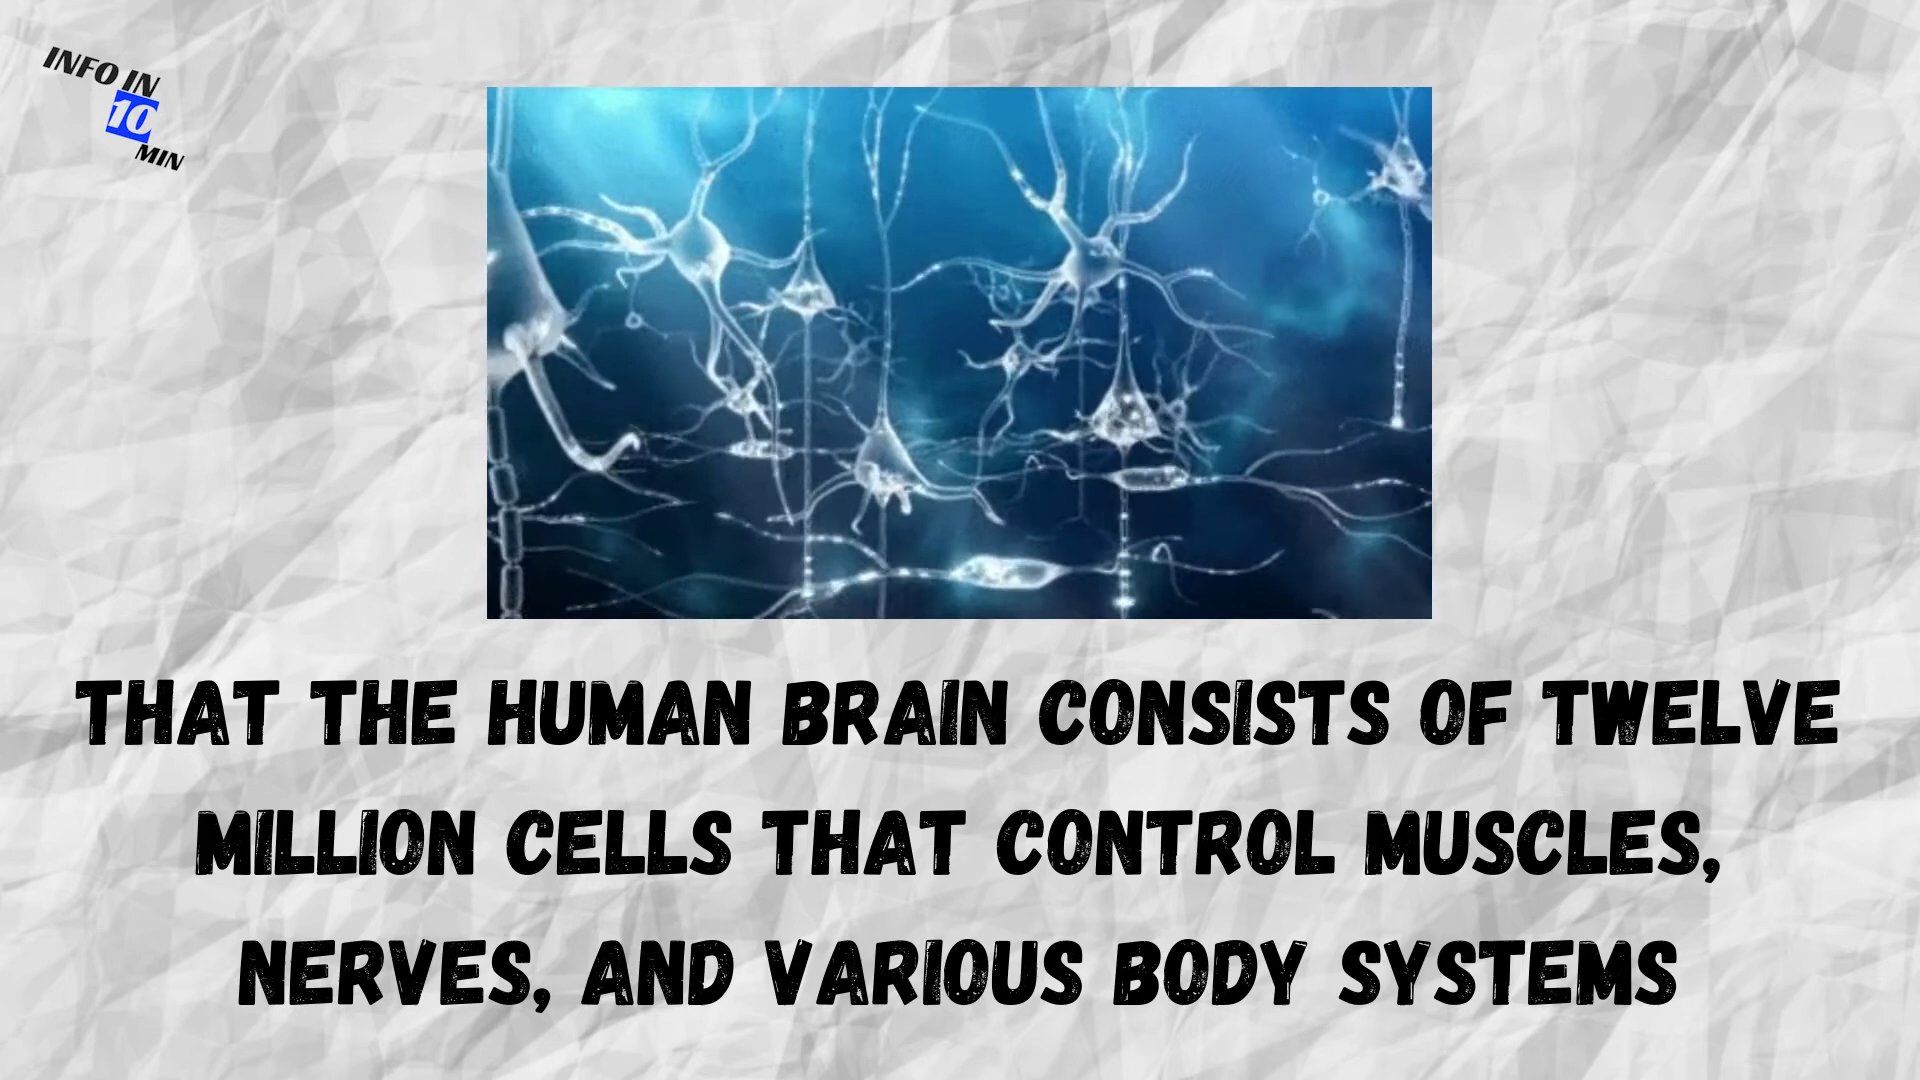 INFO IN
10
MIN
THAT THE HUMAN BRAIN CONSISTS OF TWELVE
MILLION CELLS THAT CONTROL MUSCLES,
NERVES, AND VARIOUS BODY SYSTEMS